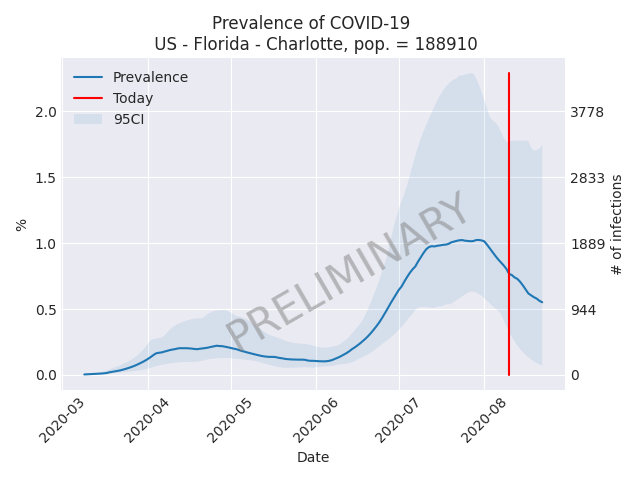 Prevalence of COVID-19
US - Florida - Charlotte, pop. = 188910
Prevalence
Today
95CI
PRELIMINARY
%
2.0
1.5
1.0
0.5
0.0
3778
2833
1889
944
0
# of infections
2020-03
2020-04
2020-05
2020-06
2020-07
2020-08
Date